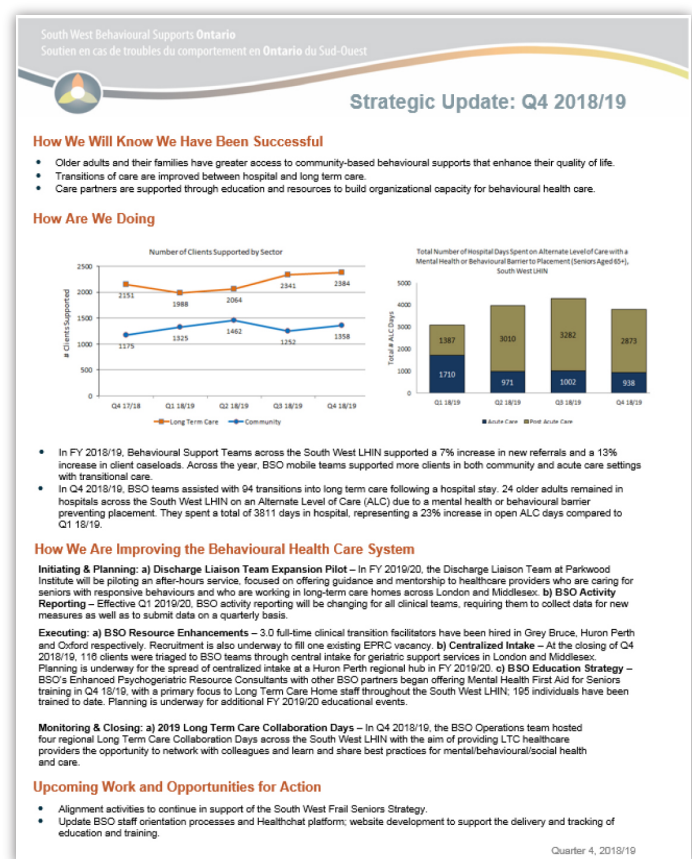 South West Behavioural Supports Ontario
Soutien en cas de troubles du comportement en Ontario du Sud-Ouest
Strategic Update: Q4 2018/19
How We Will Know We Have Been Successful
• Older adults and their families have greater access to community-based behavioural supports that enhance their quality of life.
• Transitions of care are improved between hospital and long term care.
• Care partners are supported through education and resources to build organizational capacity for behavioural health care.
How Are We Doing
Number of Clients Supported by Sector
# Clients Supported
2500
2000
1500
1000
500
0
2151
1988
2064
2341
2384
1175
1325
1462
1252
1358
Q4 17/18 Q1 18/19 Q2 18/19 Q3 18/19 Q4 18/19
Long Term Care Community
Total Number of Hospital Days Spent on Alternate Level of Care with a
Mental Health or Behavioural Barrier to Placement (Seniors Aged 65+),
South West LHIN
Total # ALC Days
5000
4000
3000
2000
1000
0
1387
3010
3282
2873
1710
971
1002
938
Q1 18/19 Q2 18/19 Q3 18/19 Q4 18/19
Acute Care Post Acute Care
• In FY 2018/19, Behavioural Support Teams across the South West LHIN supported a 7% increase in new referrals and a 13%
increase in client caseloads. Across the year, BSO mobile teams supported more clients in both community and acute care settings
with transitional care.
• In Q4 2018/19, BSO teams assisted with 94 transitions into long term care following a hospital stay. 24 older adults remained in
hospitals across the South West LHIN on an Alternate Level of Care (ALC) due to a mental health or behavioural barrier
preventing placement. They spent a total of 3811 days in hospital, representing a 23% increase in open ALC days compared to
Q1 18/19.
How We Are Improving the Behavioural Health Care System
Initiating & Planning: a) Discharge Liaison Team Expansion Pilot – In FY 2019/20, the Discharge Liaison Team at Parkwood
Institute will be piloting an after-hours service, focused on offering guidance and mentorship to healthcare providers who are caring for
seniors with responsive behaviours and who are working in long-term care homes across London and Middlesex. b) BSO Activity
Reporting – Effective Q1 2019/20, BSO activity reporting will be changing for all clinical teams, requiring them to collect data for new
measures as well as to submit data on a quarterly basis.
Executing: a) BSO Resource Enhancements – 3.0 full-time clinical transition facilitators have been hired in Grey Bruce, Huron Perth
and Oxford respectively. Recruitment is also underway to fill one existing EPRC vacancy. b) Centralized Intake – At the closing of Q4
2018/19, 116 clients were triaged to BSO teams through central intake for geriatric support services in London and Middlesex.
Planning is underway for the spread of centralized intake at a Huron Perth regional hub in FY 2019/20. c) BSO Education Strategy –
BSO's Enhanced Psychogeriatric Resource Consultants with other BSO partners began offering Mental Health First Aid for Seniors
training in Q4 18/19, with a primary focus to Long Term Care Home staff throughout the South West LHIN; 195 individuals have been
trained to date. Planning is underway for additional FY 2019/20 educational events.
Monitoring & Closing: a) 2019 Long Term Care Collaboration Days – In Q4 2018/19, the BSO Operations team hosted
four regional Long Term Care Collaboration Days across the South West LHIN with the aim of providing LTC healthcare
providers the opportunity to network with colleagues and learn and share best practices for mental/behavioural/social health
and care.
Upcoming Work and Opportunities for Action
• Alignment activities to continue in support of the South West Frail Seniors Strategy.
• Update BSO staff orientation processes and Healthchat platform; website development to support the delivery and tracking of
education and training.
Quarter 4, 2018/19